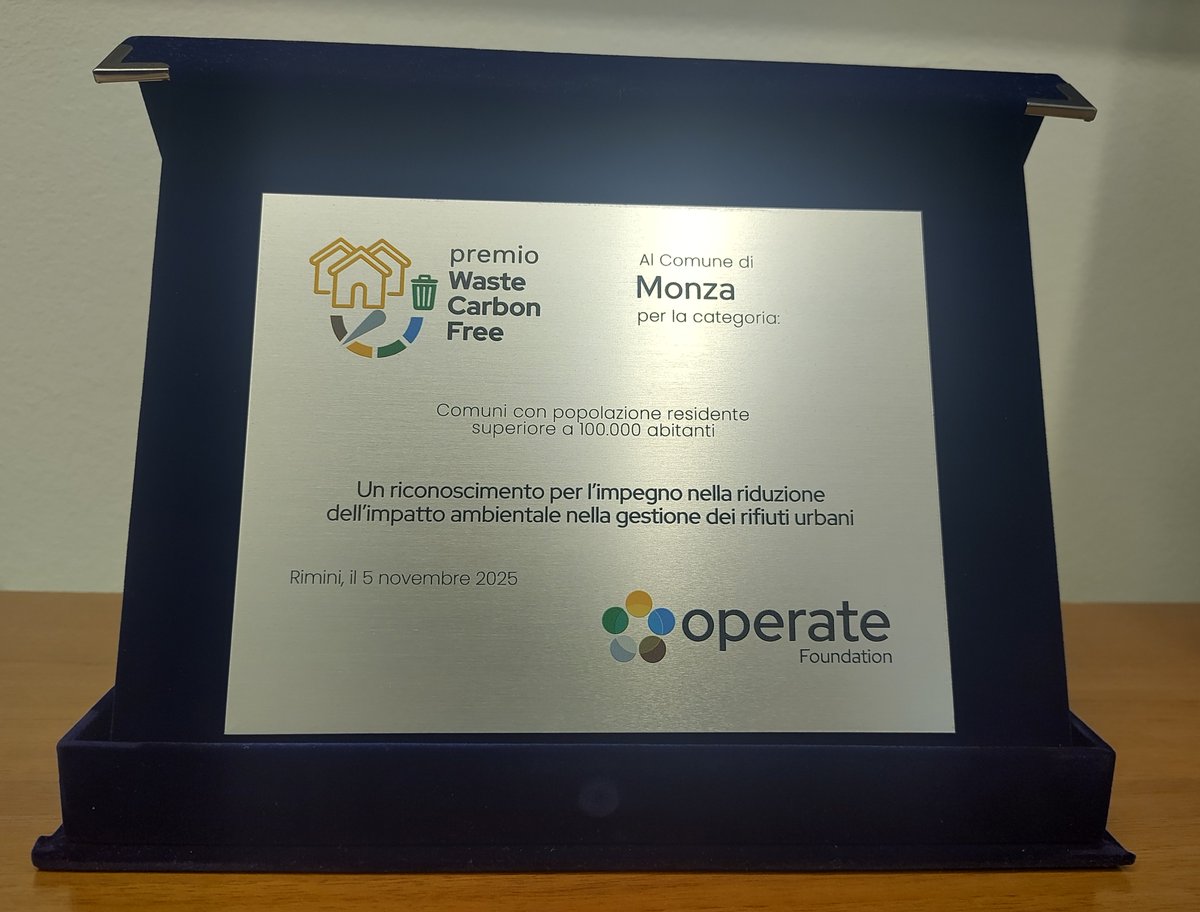 premio
Waste
Carbon
Free
Al Comune di
Monza
per la categoria:
Comuni con popolazione residente
superiore a 100.000 abitanti
Un riconoscimento per l'impegno nella riduzione
dell'impatto ambientale nella gestione dei rifiuti urbani
Rimini, il 5 novembre 2025
operate
Foundation